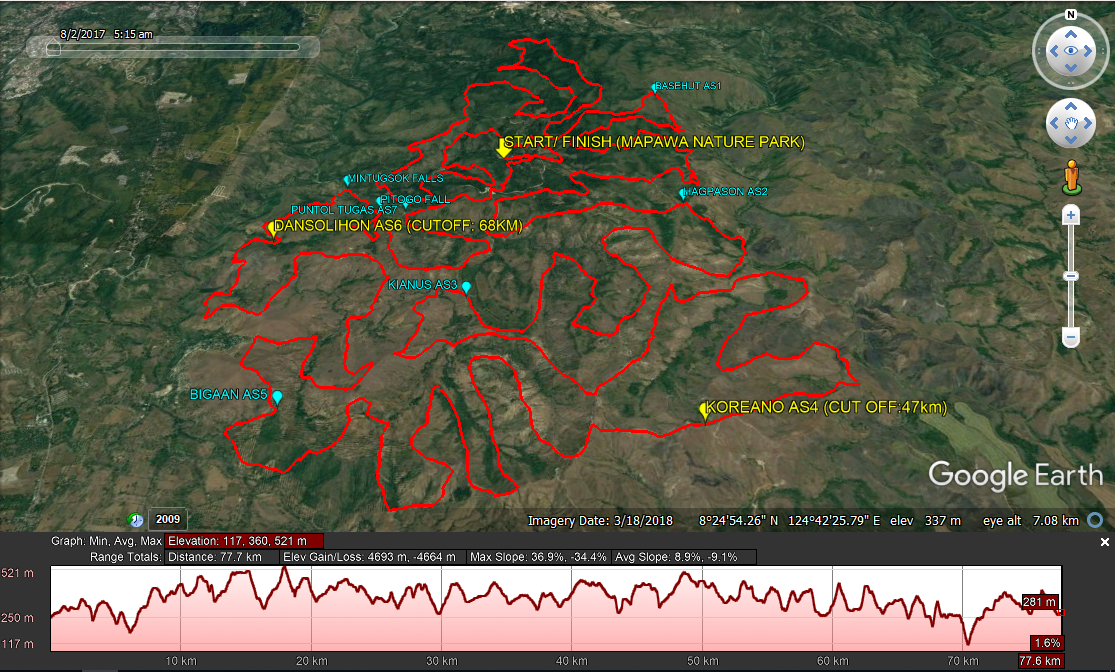 8/2/2017 5:15 am
N
BASEHUT AS1
START/ FINISH (MAPAWA NATURE PARK)
MINTUGSOK FALLS
HAGPASON AS2
PITOGO FALL
PUNTOL TUGAS AS7
DANSOLIHON AS6 (CUTOFF: 68KM)
KIANUS AS3
BIGAAN AS5
KOREANO AS4 (CUT OFF:47km)
Google Earth
2009
Imagery Date: 3/18/2018 8°24'54.26" N 124°42'25.79" E elev 337 m eye alt 7.08 km
Graph: Min, Avg, Max Elevation: 117, 360, 521 m
Range Totals: Distance: 77.7 km Elev Gain/Loss: 4693 m, -4664 m Max Slope: 36.9%, -34.4% Avg Slope: 8.9%, -9.1%
521 m
281 m
250 m
117 m
1.6%
10 km 20 km 30 km 40 km 50 km 60 km 70 km 77.6 km